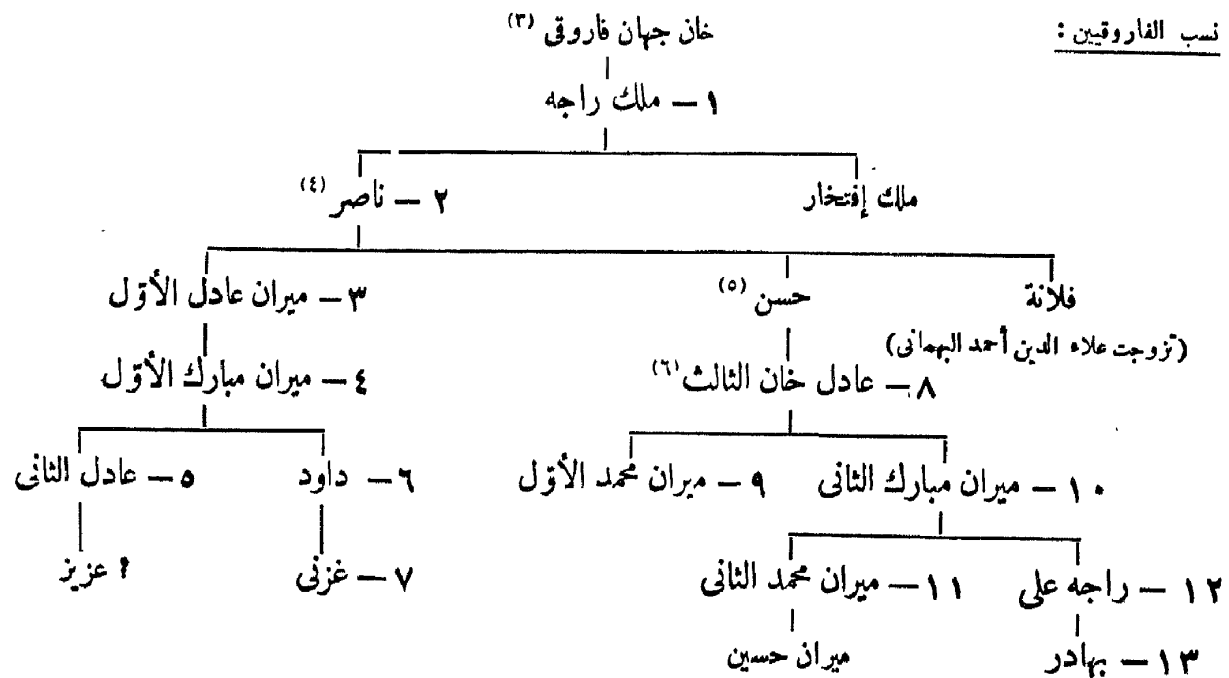 نسب الفاروقيين :
خان جهان فاروقى (٣)
١ — ملك راجه
ملك إفتخار
٢ — ناصر (٤)
فلانة
(تزوجت علاء الدين أحمد البهمانى)
حسن (٥)
٣ — ميران عادل الأوّل
٨ — عادل خان الثالث (٦)
٤ — ميران مبارك الأوّل
١٠ — ميران مبارك الثانى
٩ — ميران محمد الأوّل
٦ — داود
٥ — عادل الثانى
١٢ — راجه على
١١ — ميران محمد الثانى
٧ — غزنى
؟ عزيز
١٣ — بهادر
ميران حسين